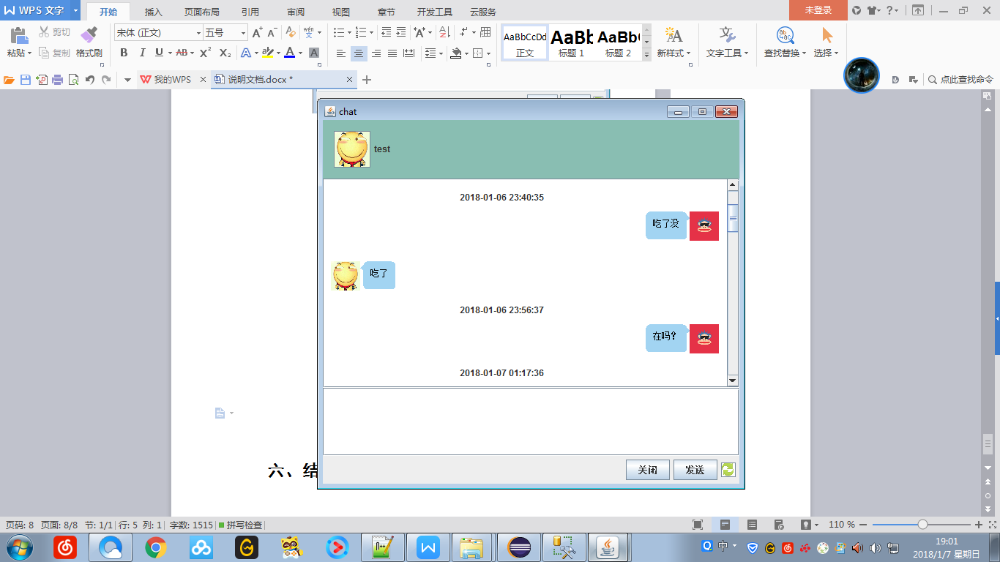 WPS 文字
开始
插入
页面布局
引用
审阅
视图
章节
开发工具
云服务
未登录
粘贴
剪切
复制
格式刷
宋体 (正文)
五号
AaBbCcDd
正文
AaBb
标题 1
AaBb
标题 2
新样式
文字工具
查找替换
选择
我的WPS
说明文档.docx *
点此查找命令
chat
test
2018-01-06 23:40:35
吃了没
吃了
2018-01-06 23:56:37
在吗?
2018-01-07 01:17:36
关闭
发送
六、结
页码: 8
页面: 8/8
节: 1/1
行: 5
列: 1
字数: 1515
拼写检查
110 %
中
19:01
2018/1/7 星期日